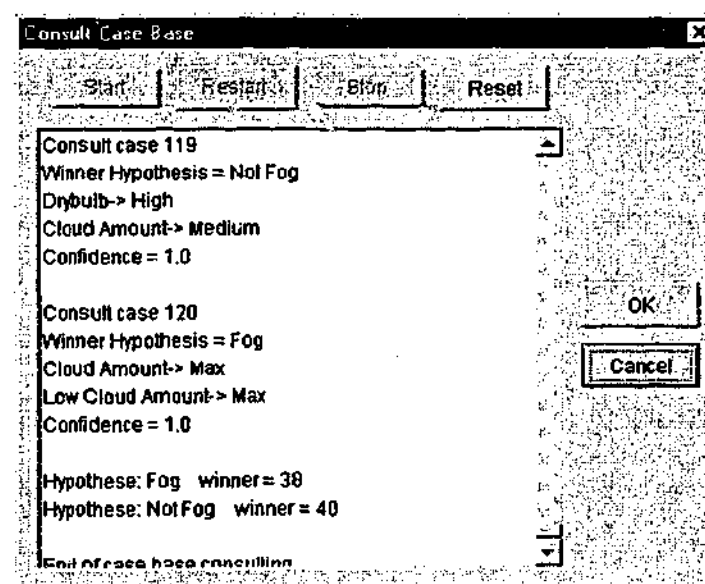 Consult Case Base
Start Restart Stop Reset
Consult case 119
Winner Hypothesis = Not Fog
Drybulb-> High
Cloud Amount-> Medium
Confidence = 1.0
Consult case 120
Winner Hypothesis = Fog
Cloud Amount-> Max
Low Cloud Amount-> Max
Confidence = 1.0
Hypothese: Fog winner = 38
Hypothese: Not Fog winner = 40
End of case base consulling
OK
Cancel